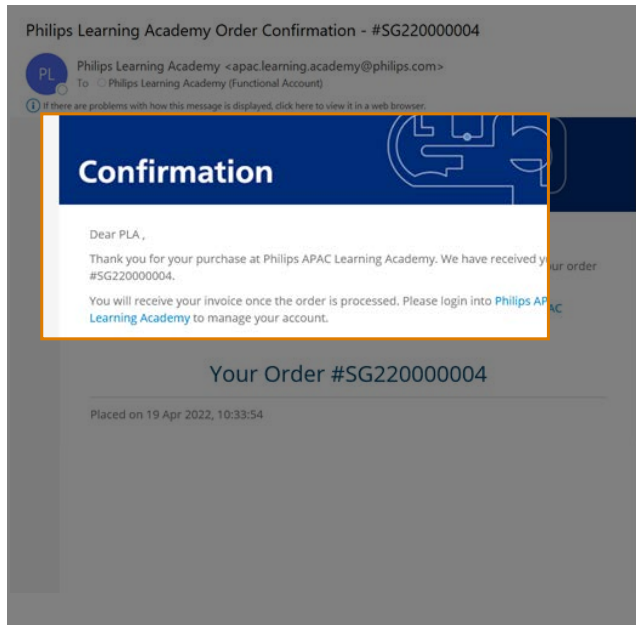 Philips Learning Academy Order Confirmation - #SG220000004
PL
Philips Learning Academy <apac.learning.academy@philips.com>
To Philips Learning Academy (Functional Account)
If there are problems with how this message is displayed, click here to view it in a web browser.
Confirmation
Dear PLA ,
Thank you for your purchase at Philips APAC Learning Academy. We have received your order
#SG220000004.
You will receive your invoice once the order is processed. Please login into Philips APAC
Learning Academy to manage your account.
Your Order #SG220000004
Placed on 19 Apr 2022, 10:33:54